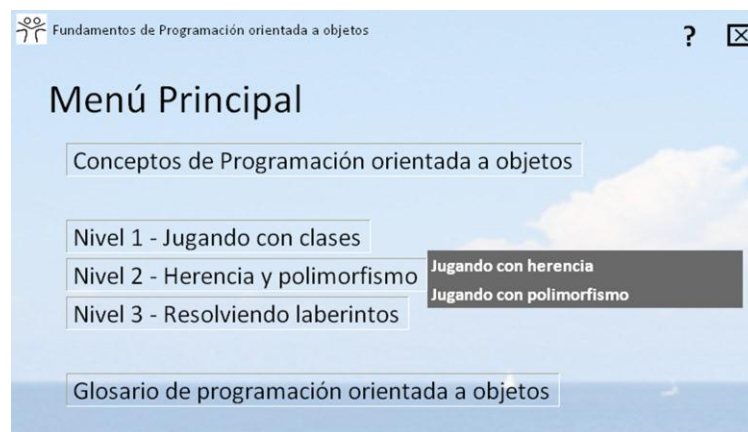 Fundamentos de Programación orientada a objetos
?
Menú Principal
Conceptos de Programación orientada a objetos
Nivel 1 - Jugando con clases
Nivel 2 - Herencia y polimorfismo
Jugando con herencia
Jugando con polimorfismo
Nivel 3 - Resolviendo laberintos
Glosario de programación orientada a objetos